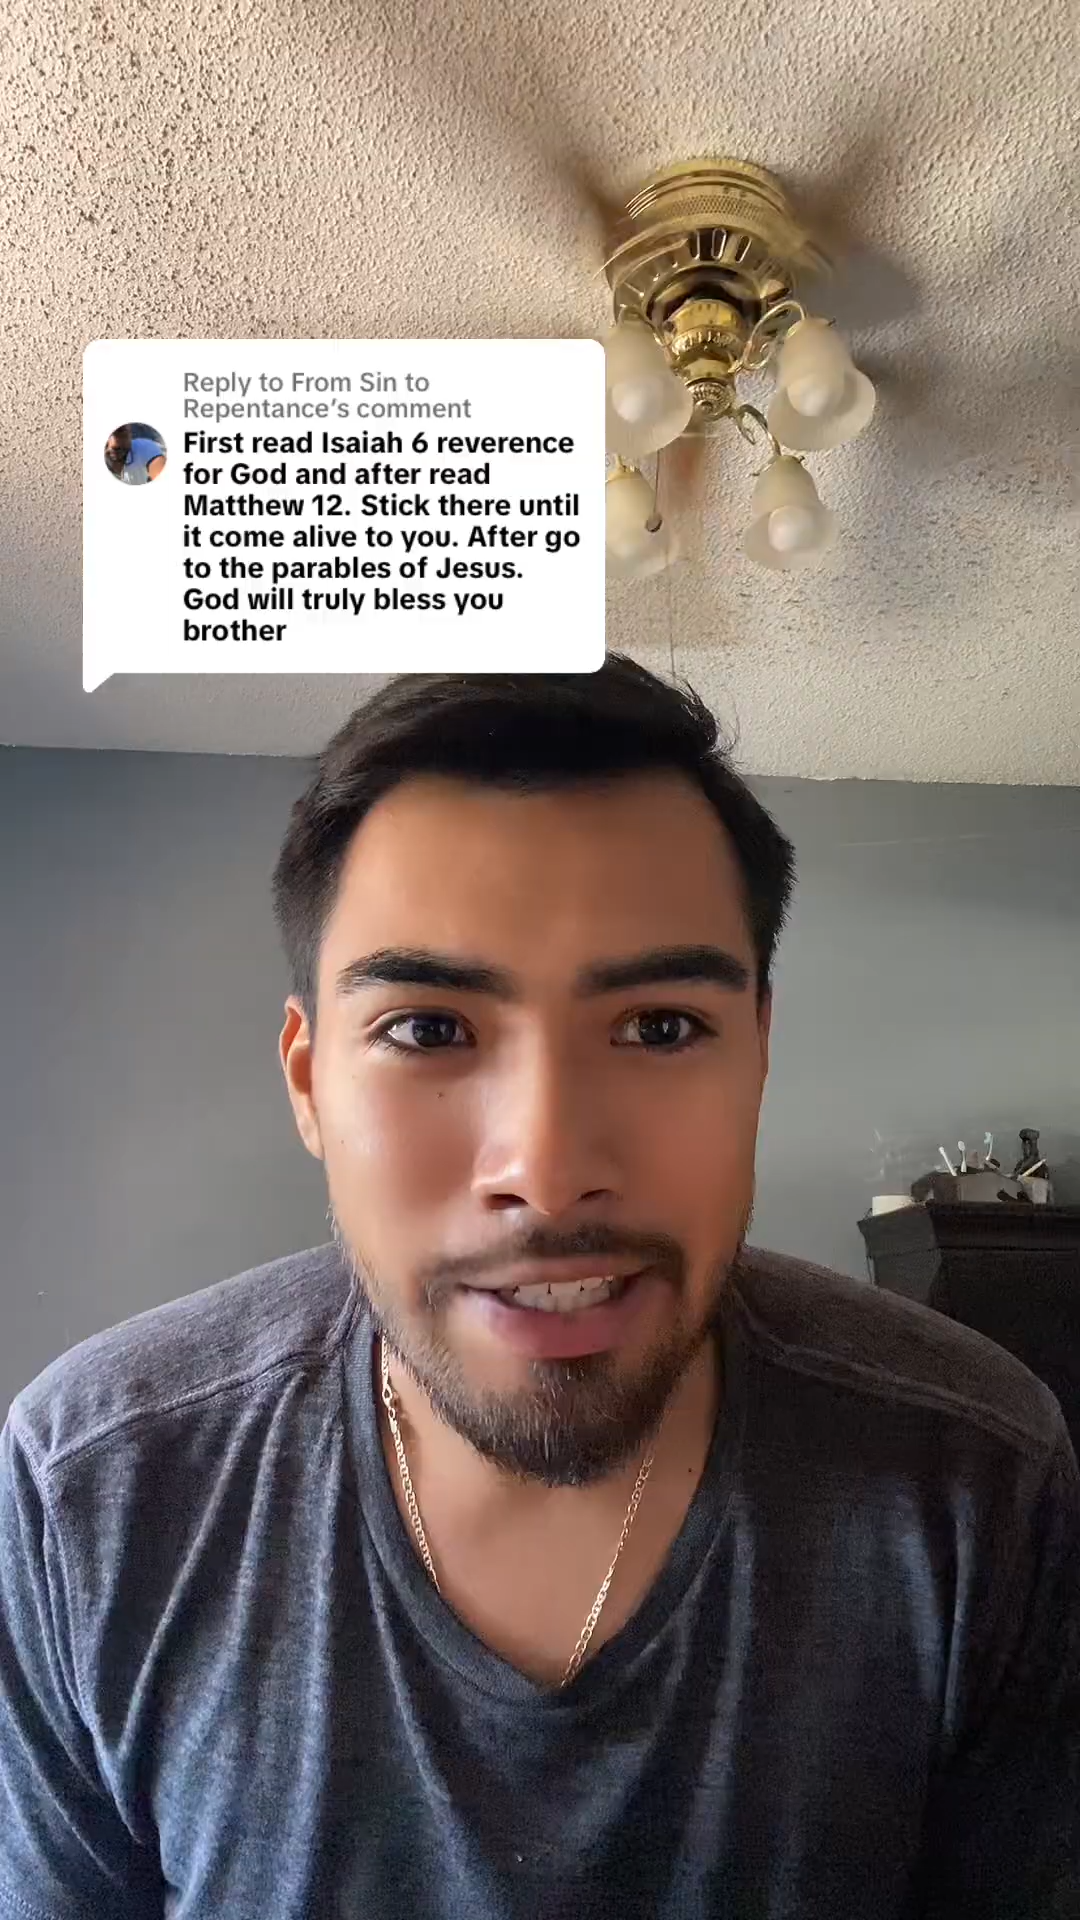 Reply to From Sin to
Repentance’s comment
First read Isaiah 6 reverence
for God and after read
Matthew 12. Stick there until
it come alive to you. After go
to the parables of Jesus.
God will truly bless you
brother